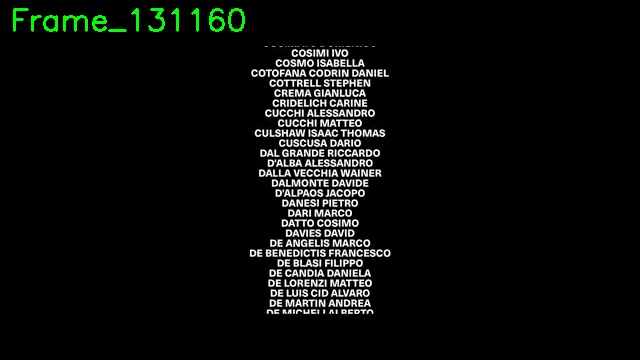 Frame_131160
COSIMI IVO
COSMO ISABELLA
COTOFANA CODRIN DANIEL
COTTRELL STEPHEN
CREMA GIANLUCA
CRIDELICH CARINE
CUCCHI ALESSANDRO
CUCCHI MATTEO
CULSHAW ISAAC THOMAS
CUSCUSA DARIO
DAL GRANDE RICCARDO
D'ALBA ALESSANDRO
DALLA VECCHIA WAINER
DALMONTE DAVIDE
D'ALPAOS JACOPO
DANESI PIETRO
DARI MARCO
DATTO COSIMO
DAVIES DAVID
DE ANGELIS MARCO
DE BENEDICTIS FRANCESCO
DE BLASI FILIPPO
DE CANDIA DANIELA
DE LORENZI MATTEO
DE LUIS CID ALVARO
DE MARTIN ANDREA
DE MICHELI ALBERTO